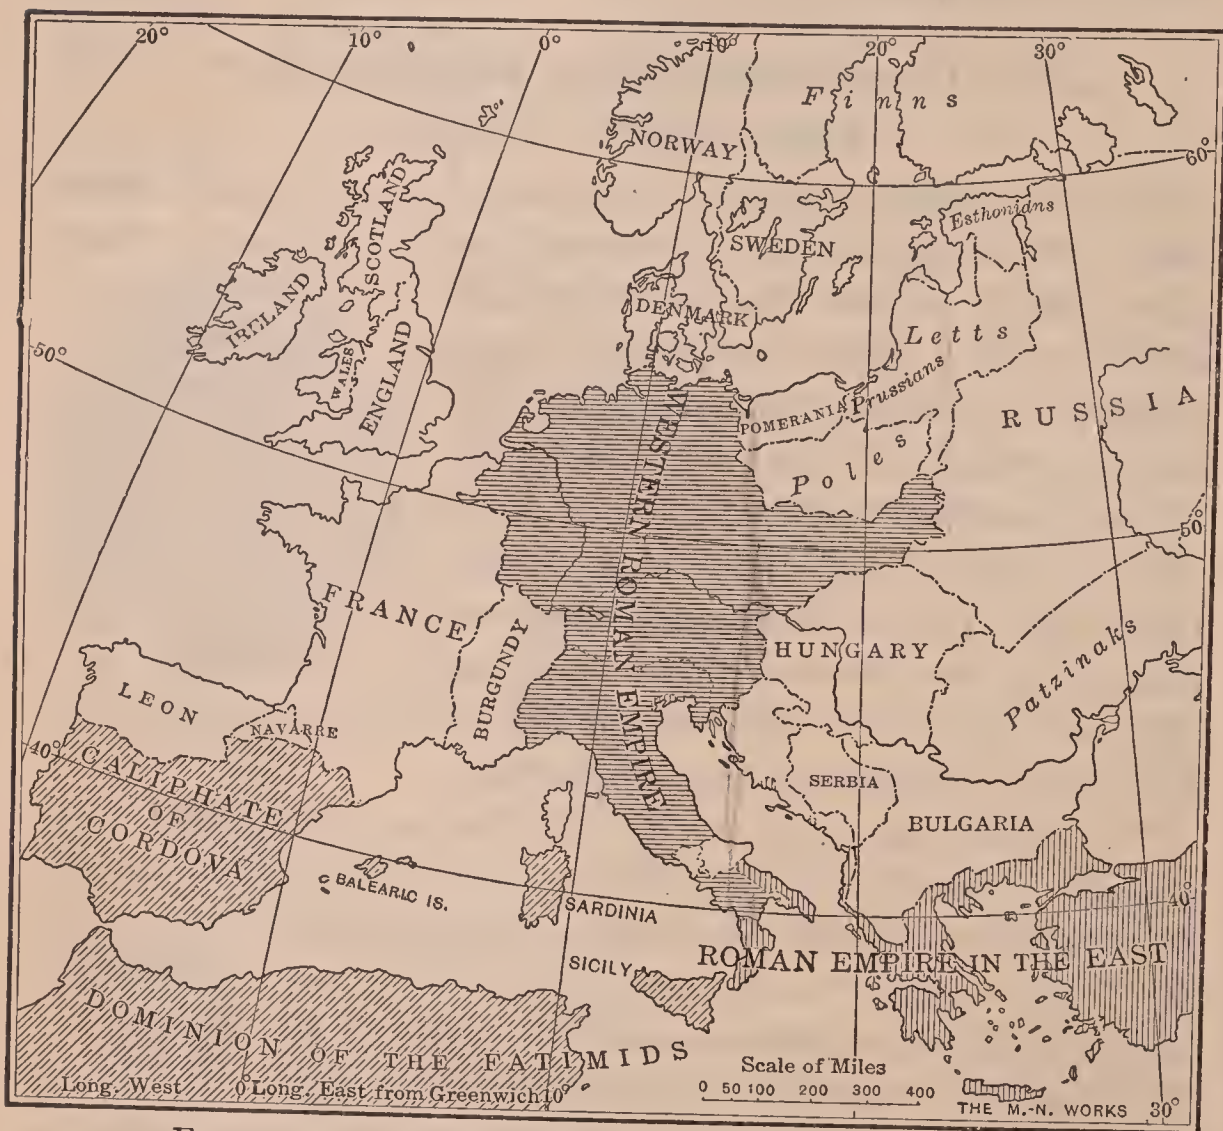 20° 10° 0° 10° 20° 30°
Finns
NORWAY
60°
SCOTLAND
Esthonians
SWEDEN
IRELAND
DENMARK
Letts
50°
WALES
ENGLAND
POMERANIA
Prussians
RUSSIA
Poles
WESTERN ROMAN EMPIRE
50°
FRANCE
BURGUNDY
HUNGARY
Patzinaks
LEON
NAVARRE
40°
CALIPHATE
OF
CORDOVA
SERBIA
BULGARIA
BALEARIC IS.
SARDINIA
40°
SICILY
ROMAN EMPIRE IN THE EAST
DOMINION OF THE FATIMIDS
Scale of Miles
0 50 100 200 300 400
Long. West 0° Long. East from Greenwich 10°
THE M.-N. WORKS 30°